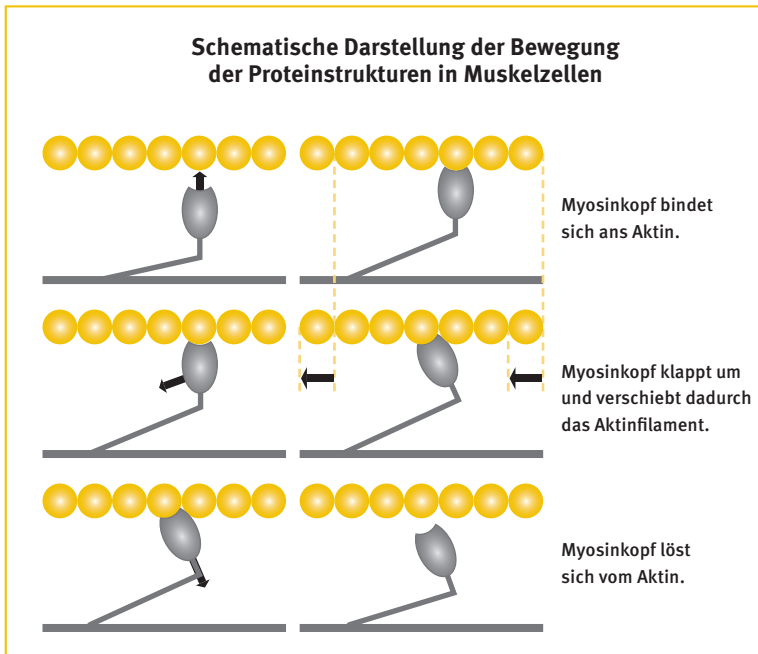 Schematische Darstellung der Bewegung
der Proteinstrukturen in Muskelzellen
Myosinkopf bindet
sich ans Aktin.
Myosinkopf klappt um
und verschiebt dadurch
das Aktinfilament.
Myosinkopf löst
sich vom Aktin.